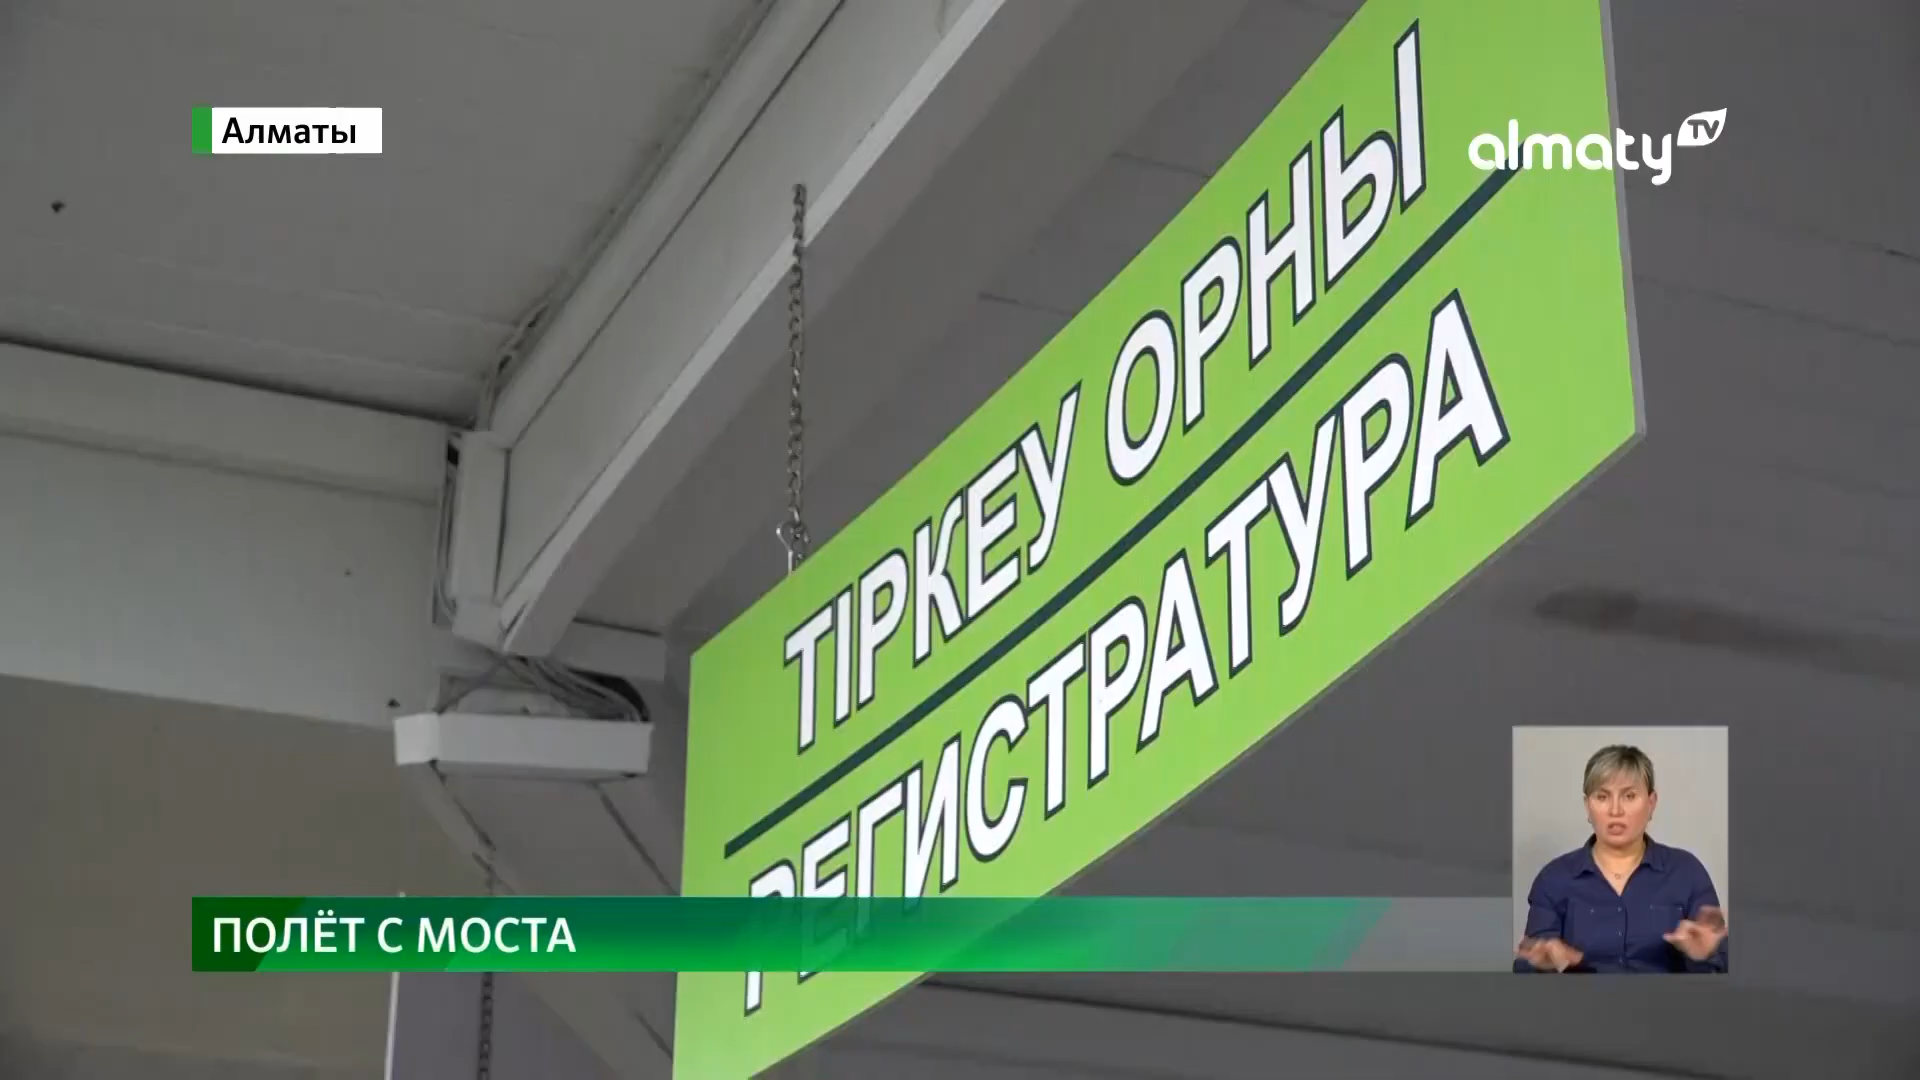 Алматы
almaty TV
ТІРКЕУ ОРНЫ
РЕГИСТРАТУРА
ПОЛЁТ С МОСТА